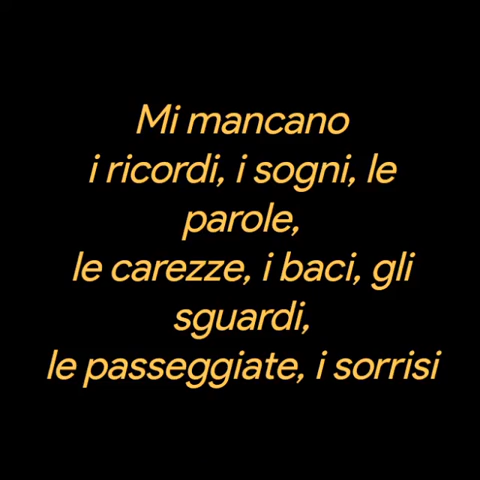 Mi mancano
i ricordi, i sogni, le
parole,
le carezze, i baci, gli
sguardi,
le passeggiate, i sorrisi